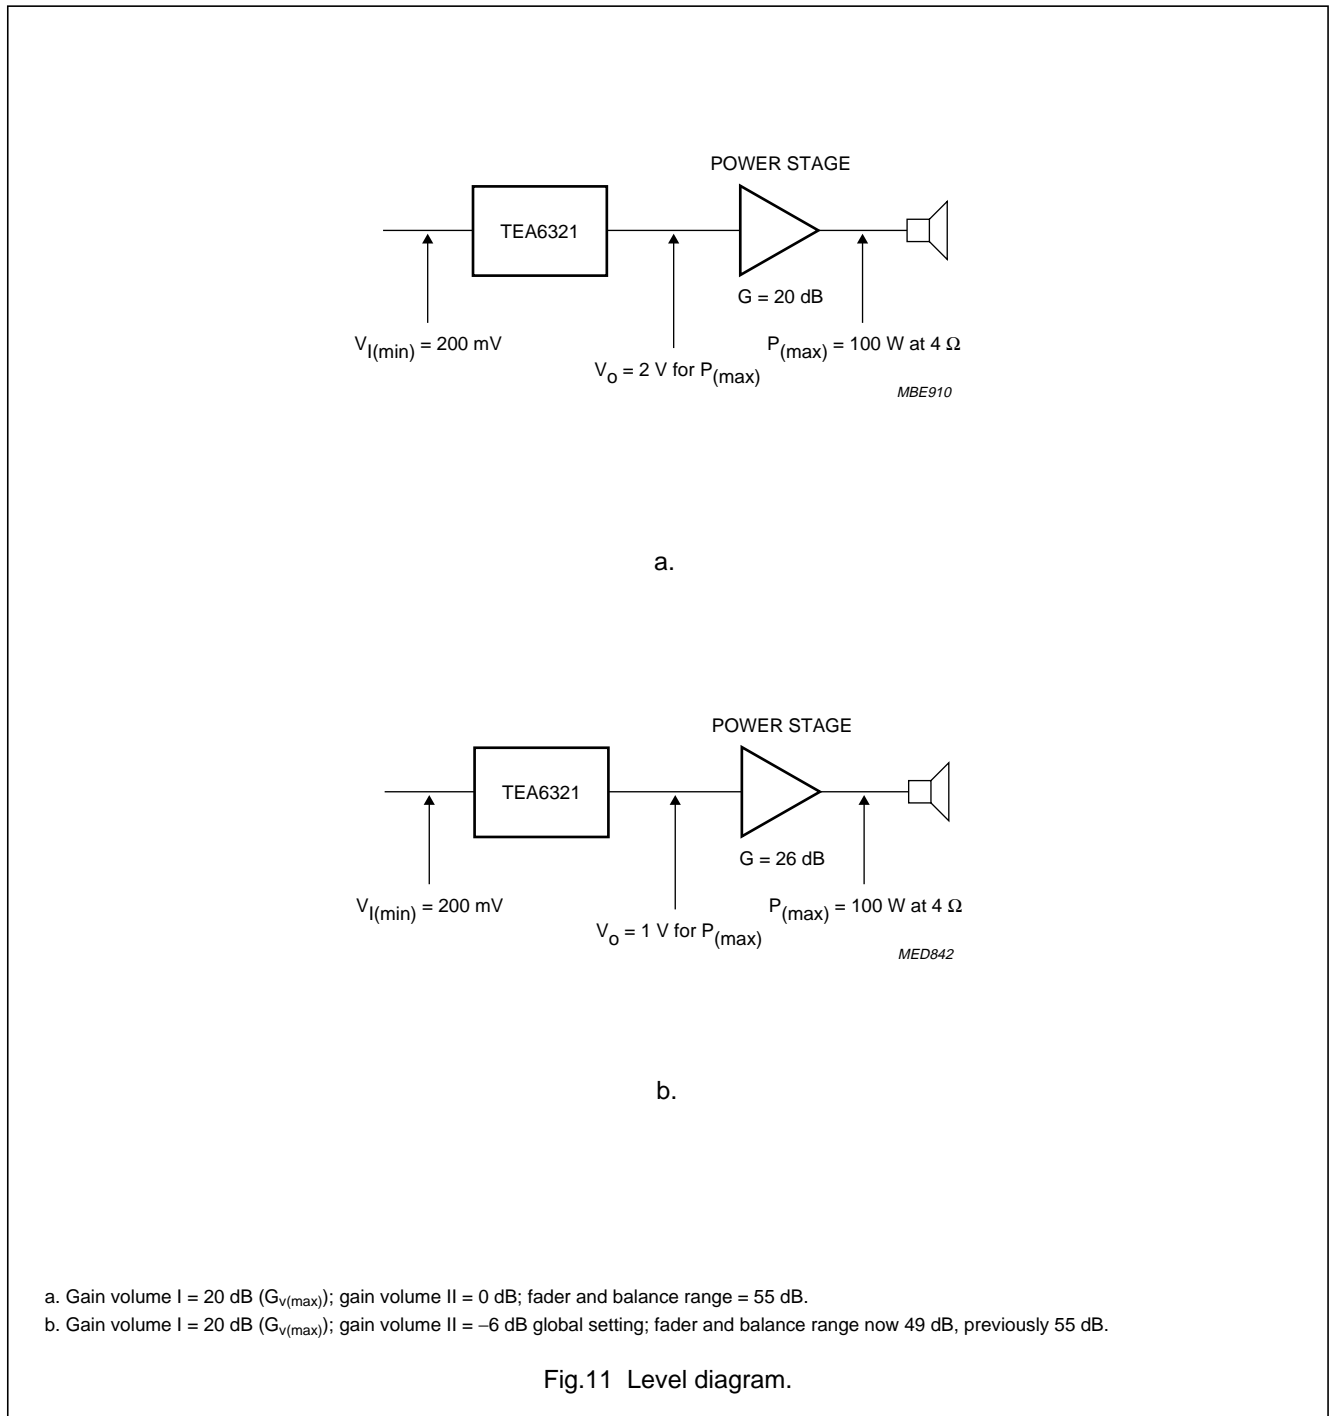 POWER STAGE
TEA6321
G = 20 dB
V_I(min) = 200 mV
P_(max) = 100 W at 4 Ω
V_o = 2 V for P_(max)
MBE910
a.
POWER STAGE
TEA6321
G = 26 dB
V_I(min) = 200 mV
P_(max) = 100 W at 4 Ω
V_o = 1 V for P_(max)
MED842
b.
a. Gain volume I = 20 dB (G_v(max)); gain volume II = 0 dB; fader and balance range = 55 dB.
b. Gain volume I = 20 dB (G_v(max)); gain volume II = −6 dB global setting; fader and balance range now 49 dB, previously 55 dB.
Fig.11 Level diagram.